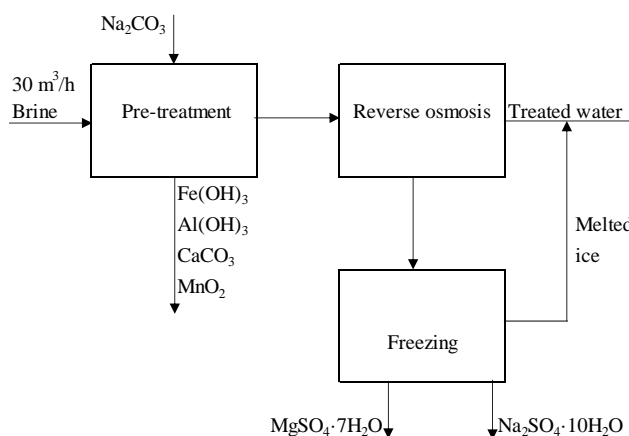 Na₂CO₃
30 m³/h
Brine
Pre-treatment
Reverse osmosis
Treated water
Fe(OH)₃
Al(OH)₃
CaCO₃
MnO₂
Melted
ice
Freezing
MgSO₄·7H₂O
Na₂SO₄·10H₂O